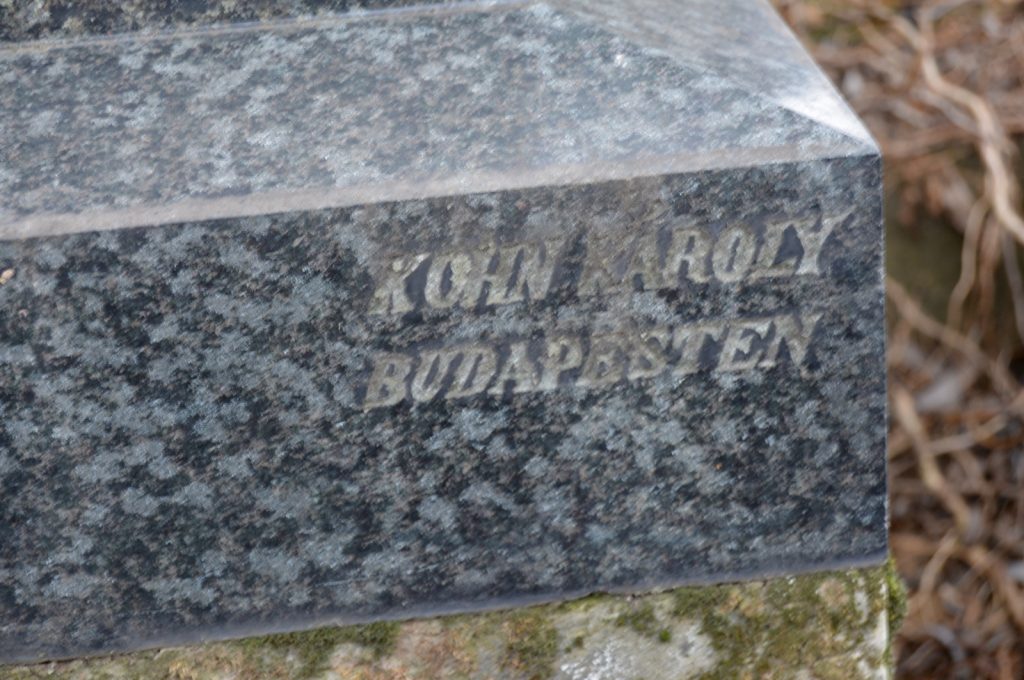 KOHN KÁROLY
BUDAPESTEN